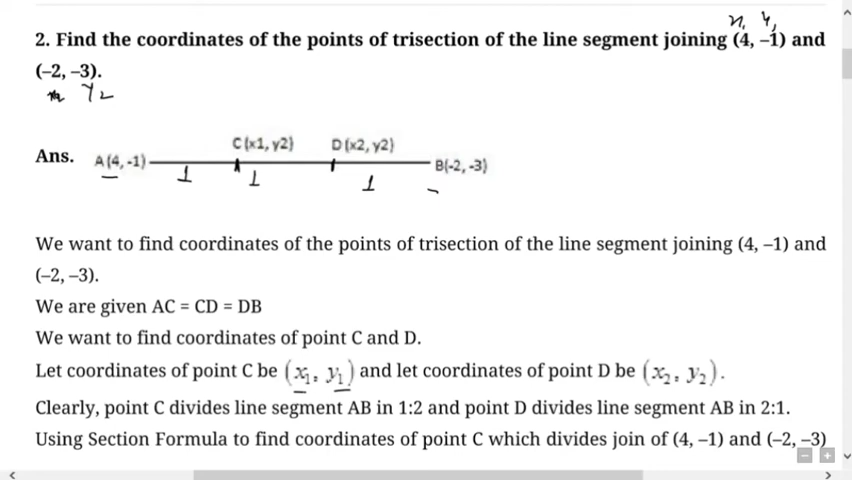 x, y,
2. Find the coordinates of the points of trisection of the line segment joining (4, –1) and
(–2, –3).
y2
C(x1, y2) D(x2, y2)
Ans. A(4, -1) B(-2, -3)
1 1 1
We want to find coordinates of the points of trisection of the line segment joining (4, –1) and
(–2, –3).
We are given AC = CD = DB
We want to find coordinates of point C and D.
Let coordinates of point C be (x₁, y₁) and let coordinates of point D be (x₂, y₂).
Clearly, point C divides line segment AB in 1:2 and point D divides line segment AB in 2:1.
Using Section Formula to find coordinates of point C which divides join of (4, –1) and (–2, –3)